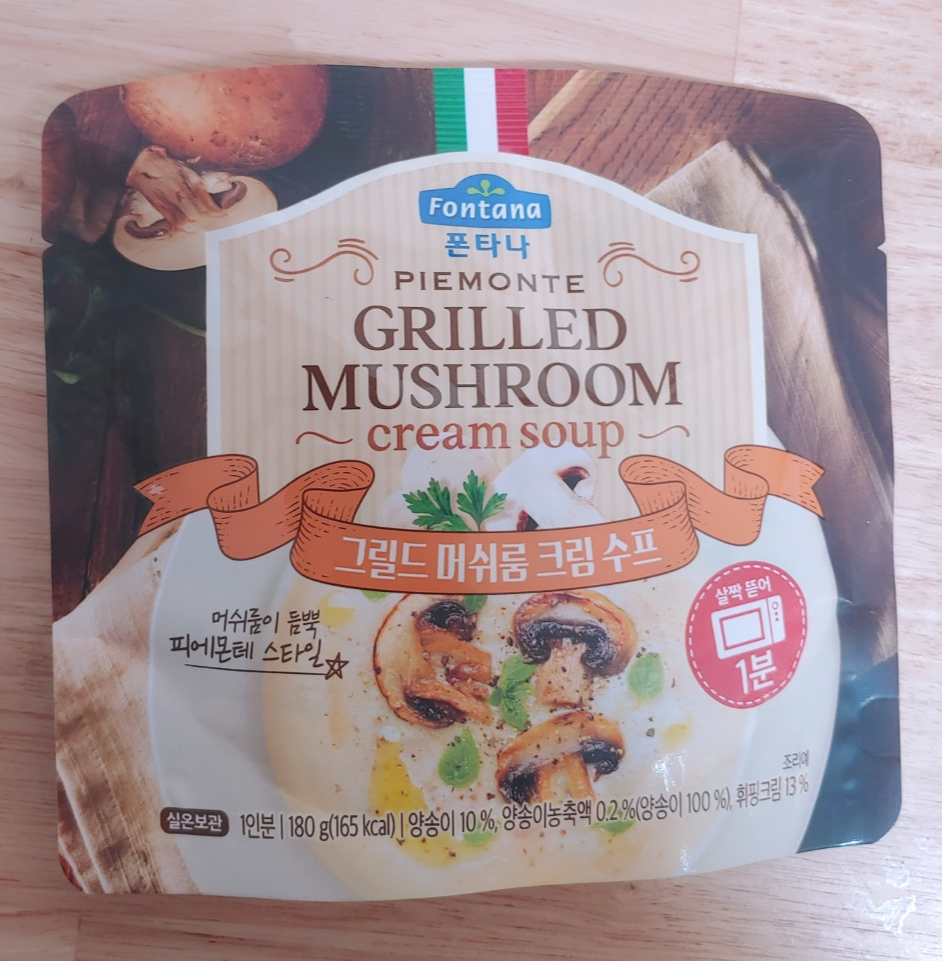 Fontana
폰타나
PIEMONTE
GRILLED
MUSHROOM
cream soup
그릴드 머쉬룸 크림 수프
머쉬룸이 듬뿍
피에몬테 스타일
살짝 뜯어
1분
조리예
실온보관 1인분 | 180 g(165 kcal) | 양송이 10 %, 양송이농축액 0.2 %(양송이 100 %), 휘핑크림 13 %